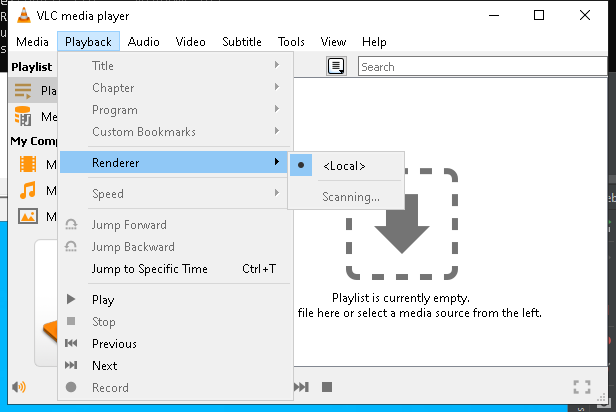 VLC media player
Media Playback Audio Video Subtitle Tools View Help
Playlist
Search
Pla
Me
My Comp
M
M
M
Title
Chapter
Program
Custom Bookmarks
Renderer
<Local>
Scanning...
Speed
Jump Forward
Jump Backward
Jump to Specific Time Ctrl+T
Play
Stop
Previous
Next
Record
Playlist is currently empty.
file here or select a media source from the left.